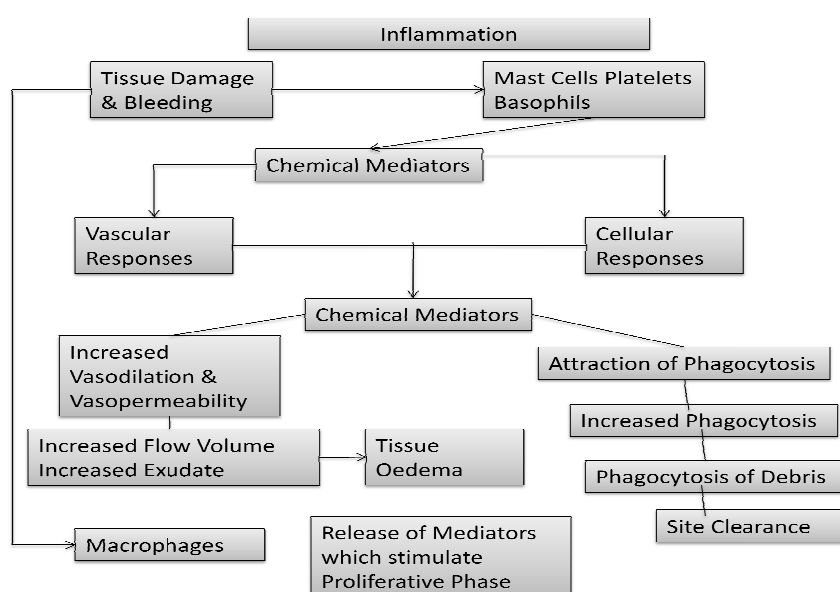 Inflammation
Tissue Damage
& Bleeding
Mast Cells Platelets
Basophils
Chemical Mediators
Vascular
Responses
Cellular
Responses
Chemical Mediators
Increased
Vasodilation &
Vasopermeability
Attraction of Phagocytosis
Increased Phagocytosis
Increased Flow Volume
Increased Exudate
Tissue
Oedema
Phagocytosis of Debris
Site Clearance
Macrophages
Release of Mediators
which stimulate
Proliferative Phase